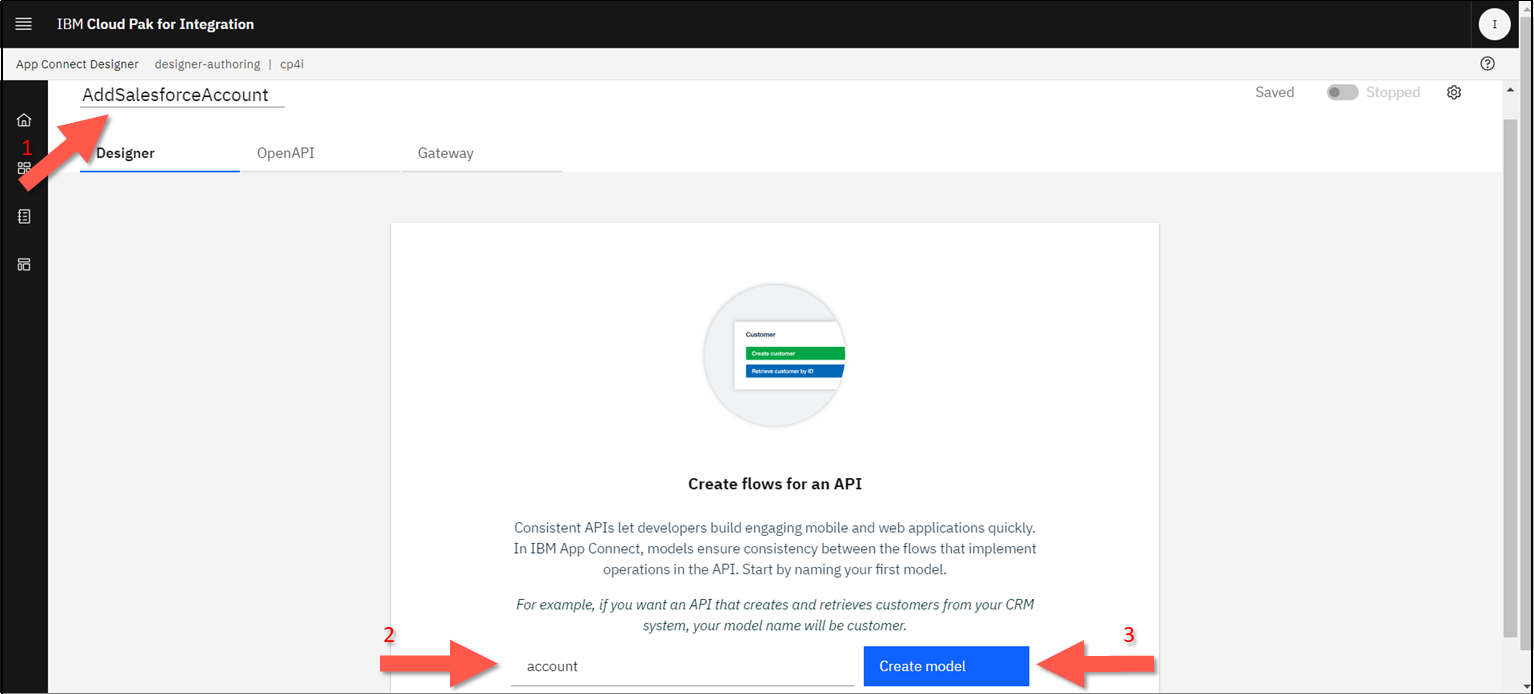 IBM Cloud Pak for Integration
I
App Connect Designer designer-authoring | cp4i
AddSalesforceAccount
Saved
Stopped
1
Designer
OpenAPI
Gateway
Customer
Create customer
Retrieve customer by ID
Create flows for an API
Consistent APIs let developers build engaging mobile and web applications quickly.
In IBM App Connect, models ensure consistency between the flows that implement
operations in the API. Start by naming your first model.
For example, if you want an API that creates and retrieves customers from your CRM
system, your model name will be customer.
2
3
account
Create model